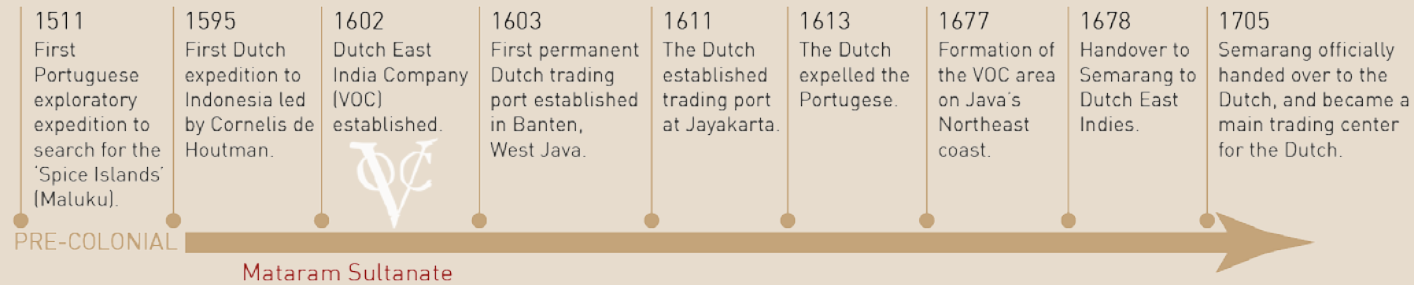 1511
First
Portuguese
exploratory
expedition to
search for the
'Spice Islands'
(Maluku).
1595
First Dutch
expedition to
Indonesia led
by Cornelis de
Houtman.
1602
Dutch East
India Company
(VOC)
established.
VOC
1603
First permanent
Dutch trading
port established
in Banten,
West Java.
1611
The Dutch
established
trading port
at Jayakarta.
1613
The Dutch
expelled the
Portugese.
1677
Formation of
the VOC area
on Java's
Northeast
coast.
1678
Handover to
Semarang to
Dutch East
Indies.
1705
Semarang officially
handed over to the
Dutch, and became a
main trading center
for the Dutch.
PRE-COLONIAL
Mataram Sultanate